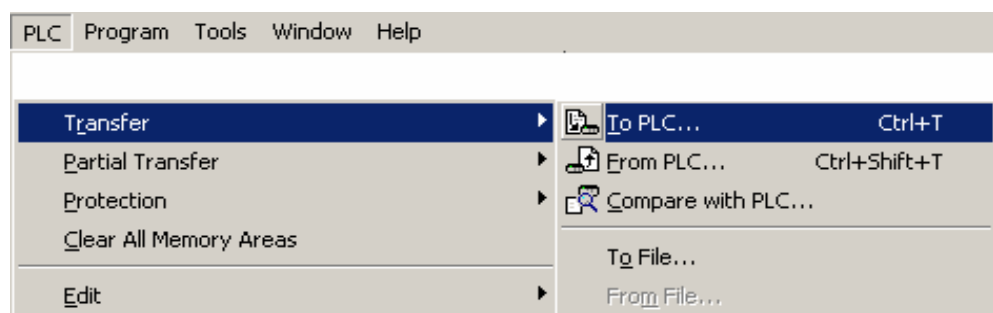 PLC Program Tools Window Help
Transfer
Partial Transfer
Protection
Clear All Memory Areas
Edit
To PLC... Ctrl+T
From PLC... Ctrl+Shift+T
Compare with PLC...
To File...
From File...